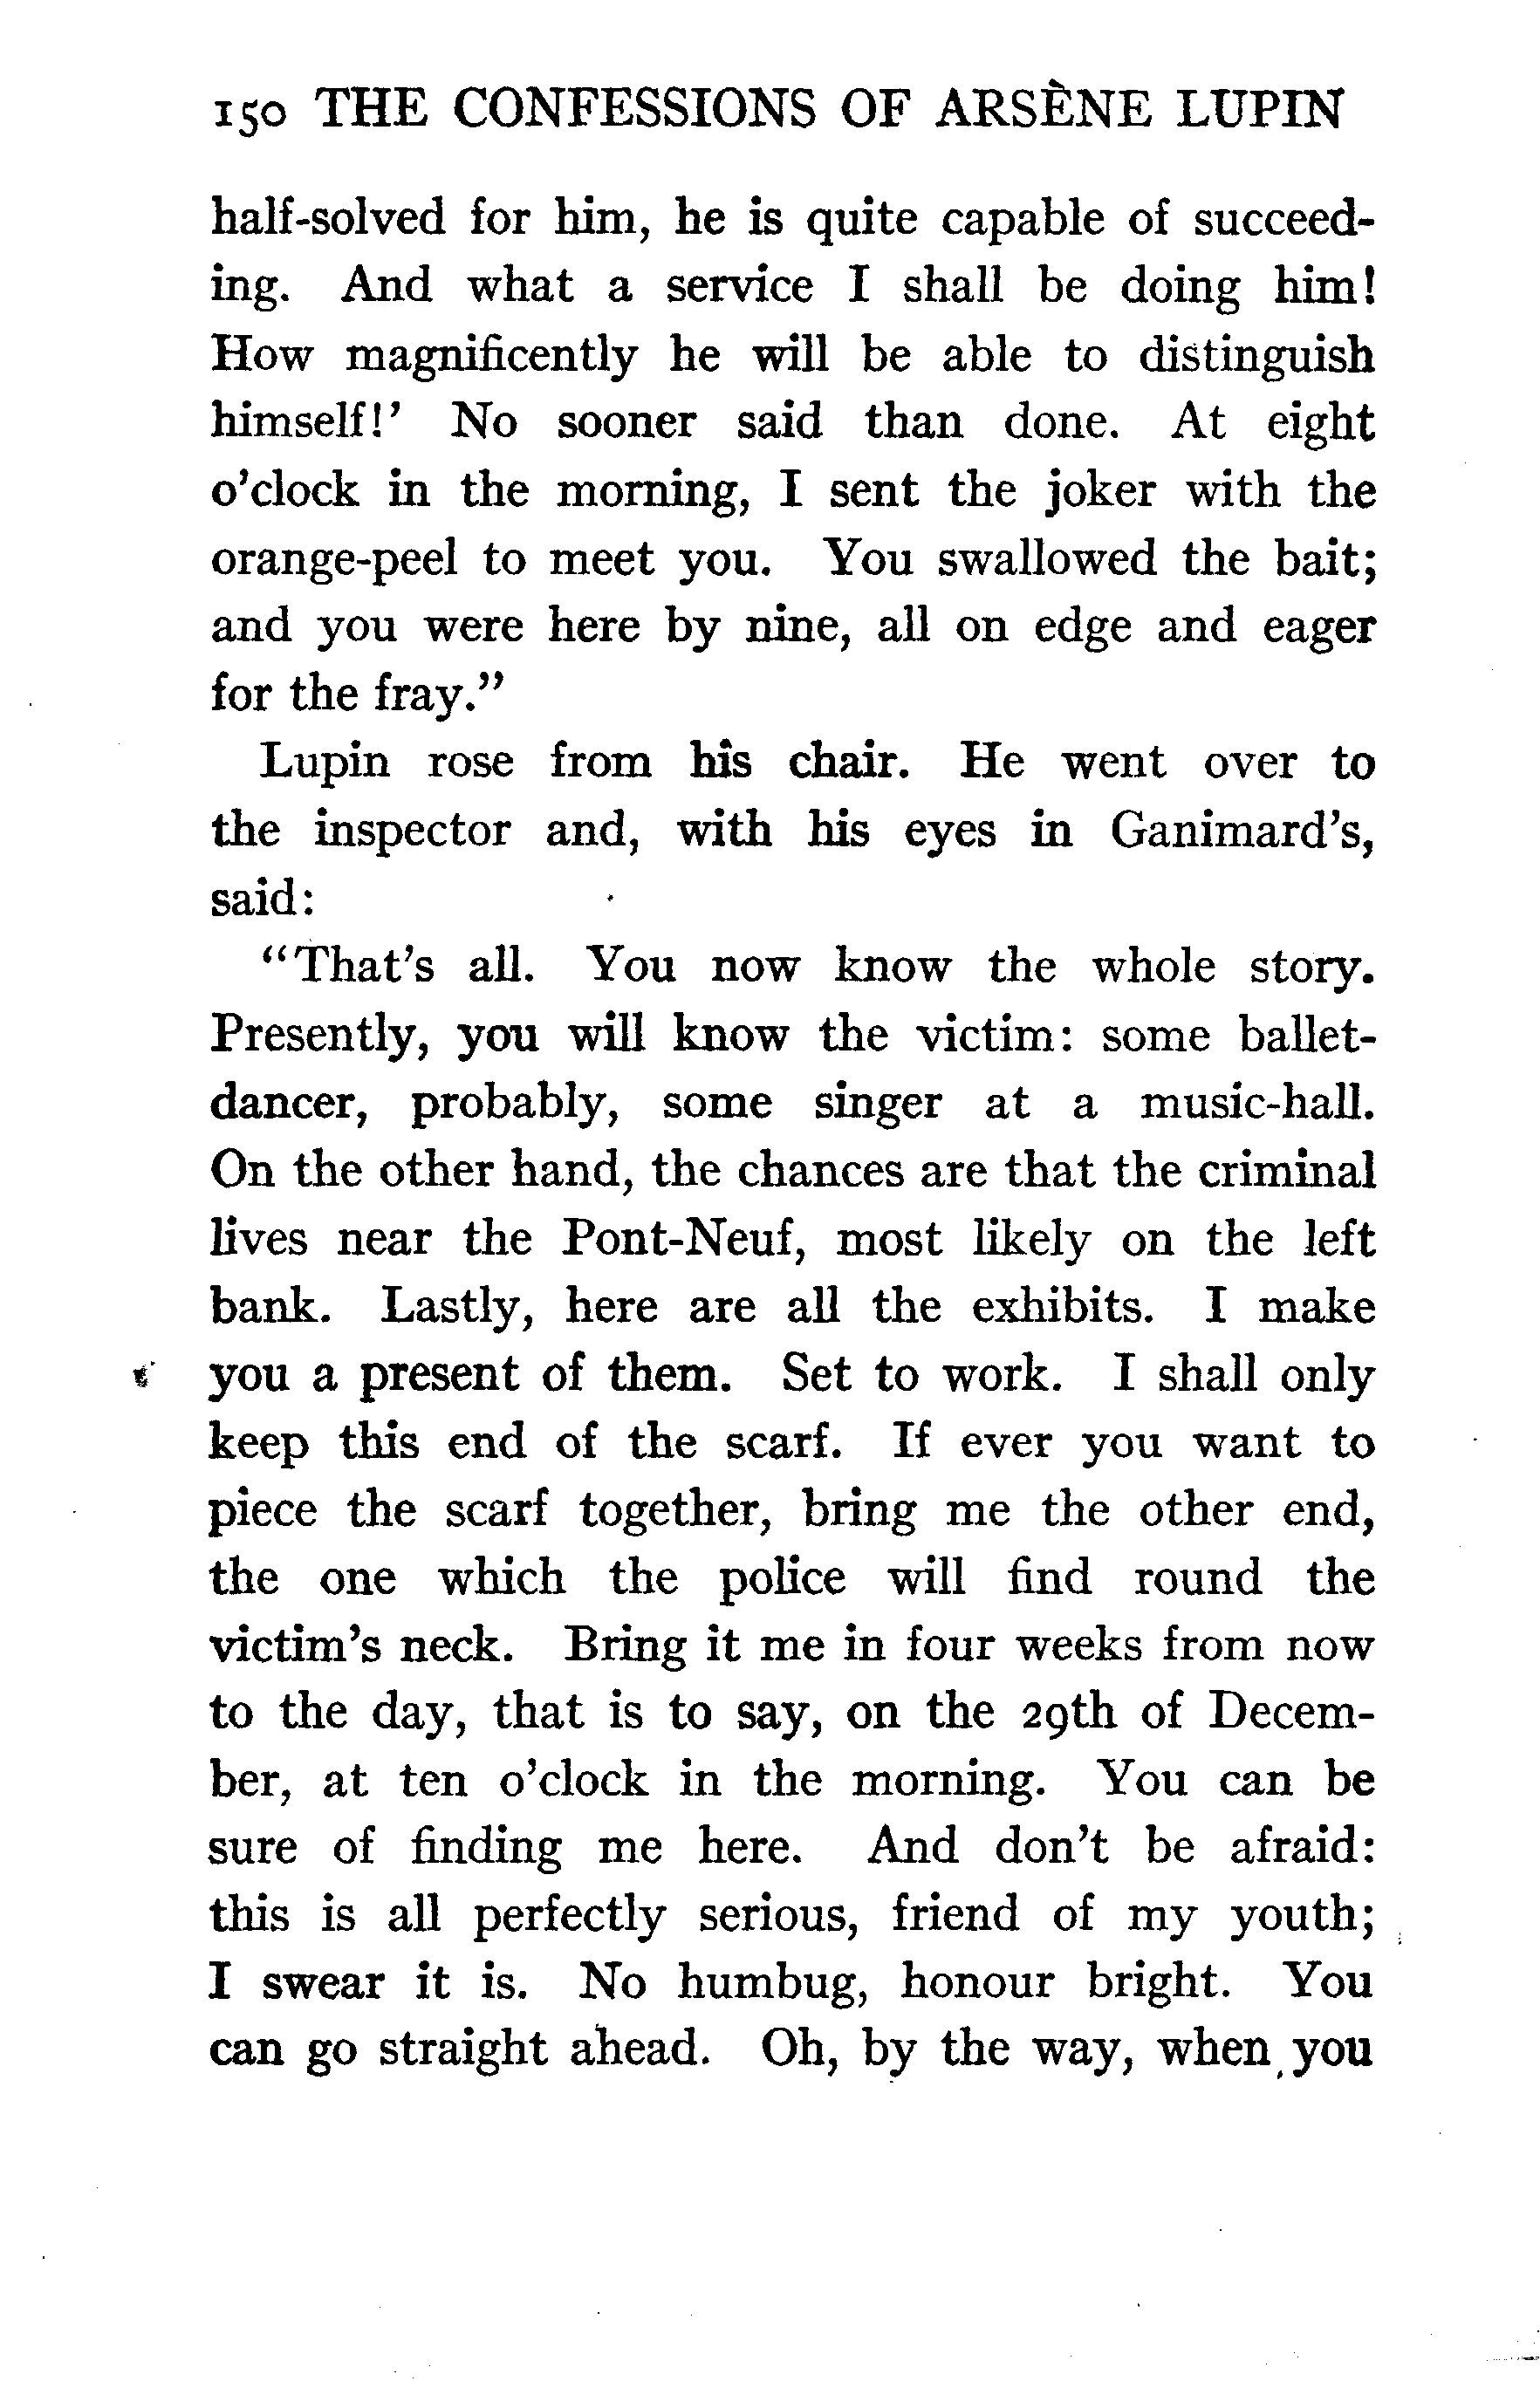 150 THE CONFESSIONS OF ARSÈNE LUPIN
half-solved for him, he is quite capable of succeed-
ing. And what a service I shall be doing him!
How magnificently he will be able to distinguish
himself!' No sooner said than done. At eight
o'clock in the morning, I sent the joker with the
orange-peel to meet you. You swallowed the bait;
and you were here by nine, all on edge and eager
for the fray."
Lupin rose from his chair. He went over to
the inspector and, with his eyes in Ganimard's,
said:
"That's all. You now know the whole story.
Presently, you will know the victim: some ballet-
dancer, probably, some singer at a music-hall.
On the other hand, the chances are that the criminal
lives near the Pont-Neuf, most likely on the left
bank. Lastly, here are all the exhibits. I make
you a present of them. Set to work. I shall only
keep this end of the scarf. If ever you want to
piece the scarf together, bring me the other end,
the one which the police will find round the
victim's neck. Bring it me in four weeks from now
to the day, that is to say, on the 29th of Decem-
ber, at ten o'clock in the morning. You can be
sure of finding me here. And don't be afraid:
this is all perfectly serious, friend of my youth;
I swear it is. No humbug, honour bright. You
can go straight ahead. Oh, by the way, when you